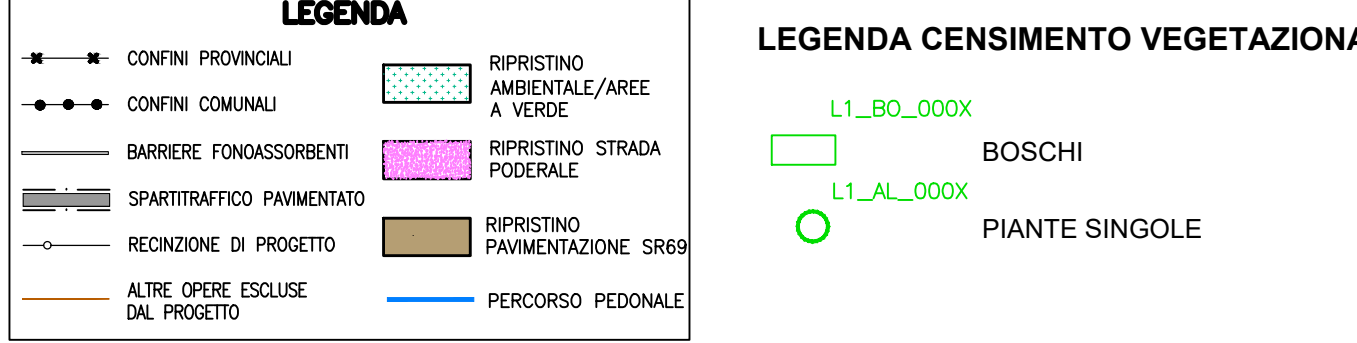 LEGENDA
CONFINI PROVINCIALI
CONFINI COMUNALI
BARRIERE FONOASSORBENTI
SPARTITRAFFICO PAVIMENTATO
RECINZIONE DI PROGETTO
ALTRE OPERE ESCLUSE
DAL PROGETTO
RIPRISTINO
AMBIENTALE/AREE
A VERDE
RIPRISTINO STRADA
PODERALE
RIPRISTINO
PAVIMENTAZIONE SR69
PERCORSO PEDONALE
LEGENDA CENSIMENTO VEGETAZIONA
L1_BO_000X
BOSCHI
L1_AL_000X
PIANTE SINGOLE